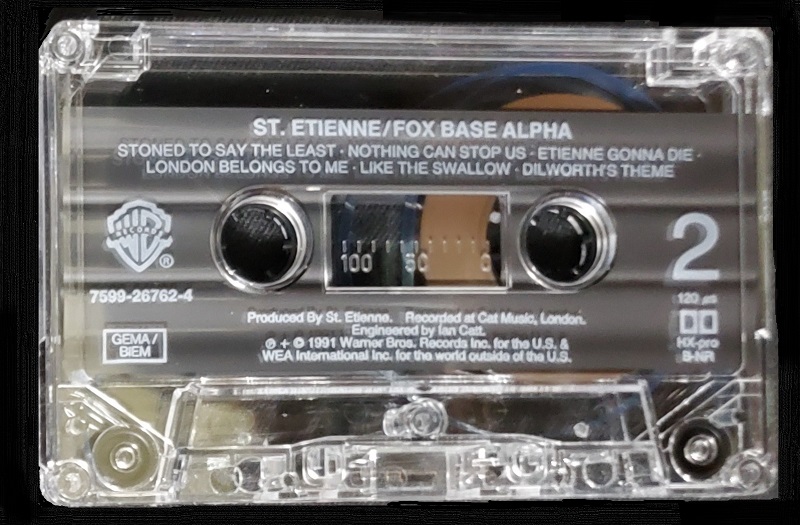 ST. ETIENNE/FOX BASE ALPHA
STONED TO SAY THE LEAST · NOTHING CAN STOP US · ETIENNE GONNA DIE ·
LONDON BELONGS TO ME · LIKE THE SWALLOW · DILWORTH'S THEME
RECORDS
®
2
100 50 0
7599-26762-4
120 µs
HX-pro
B-NR
GEMA/
BIEM
Produced By St. Etienne. Recorded at Cat Music, London.
Engineered by Ian Catt.
℗ + © 1991 Warner Bros. Records Inc. for the U.S. &
WEA International Inc. for the world outside of the U.S.